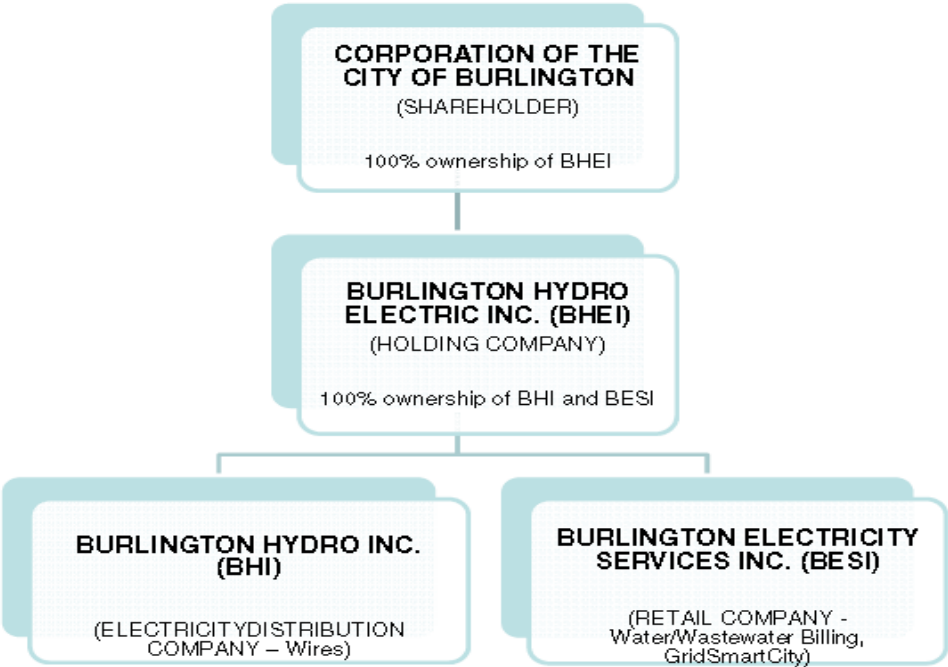 CORPORATION OF THE
CITY OF BURLINGTON
(SHAREHOLDER)
100% ownership of BHEI
BURLINGTON HYDRO
ELECTRIC INC. (BHEI)
(HOLDING COMPANY)
100% ownership of BHI and BESI
BURLINGTON HYDRO INC.
(BHI)
(ELECTRICITYDISTRIBUTION
COMPANY – Wires)
BURLINGTON ELECTRICITY
SERVICES INC. (BESI)
(RETAIL COMPANY -
Water/Wastewater Billing,
GridSmartCity)